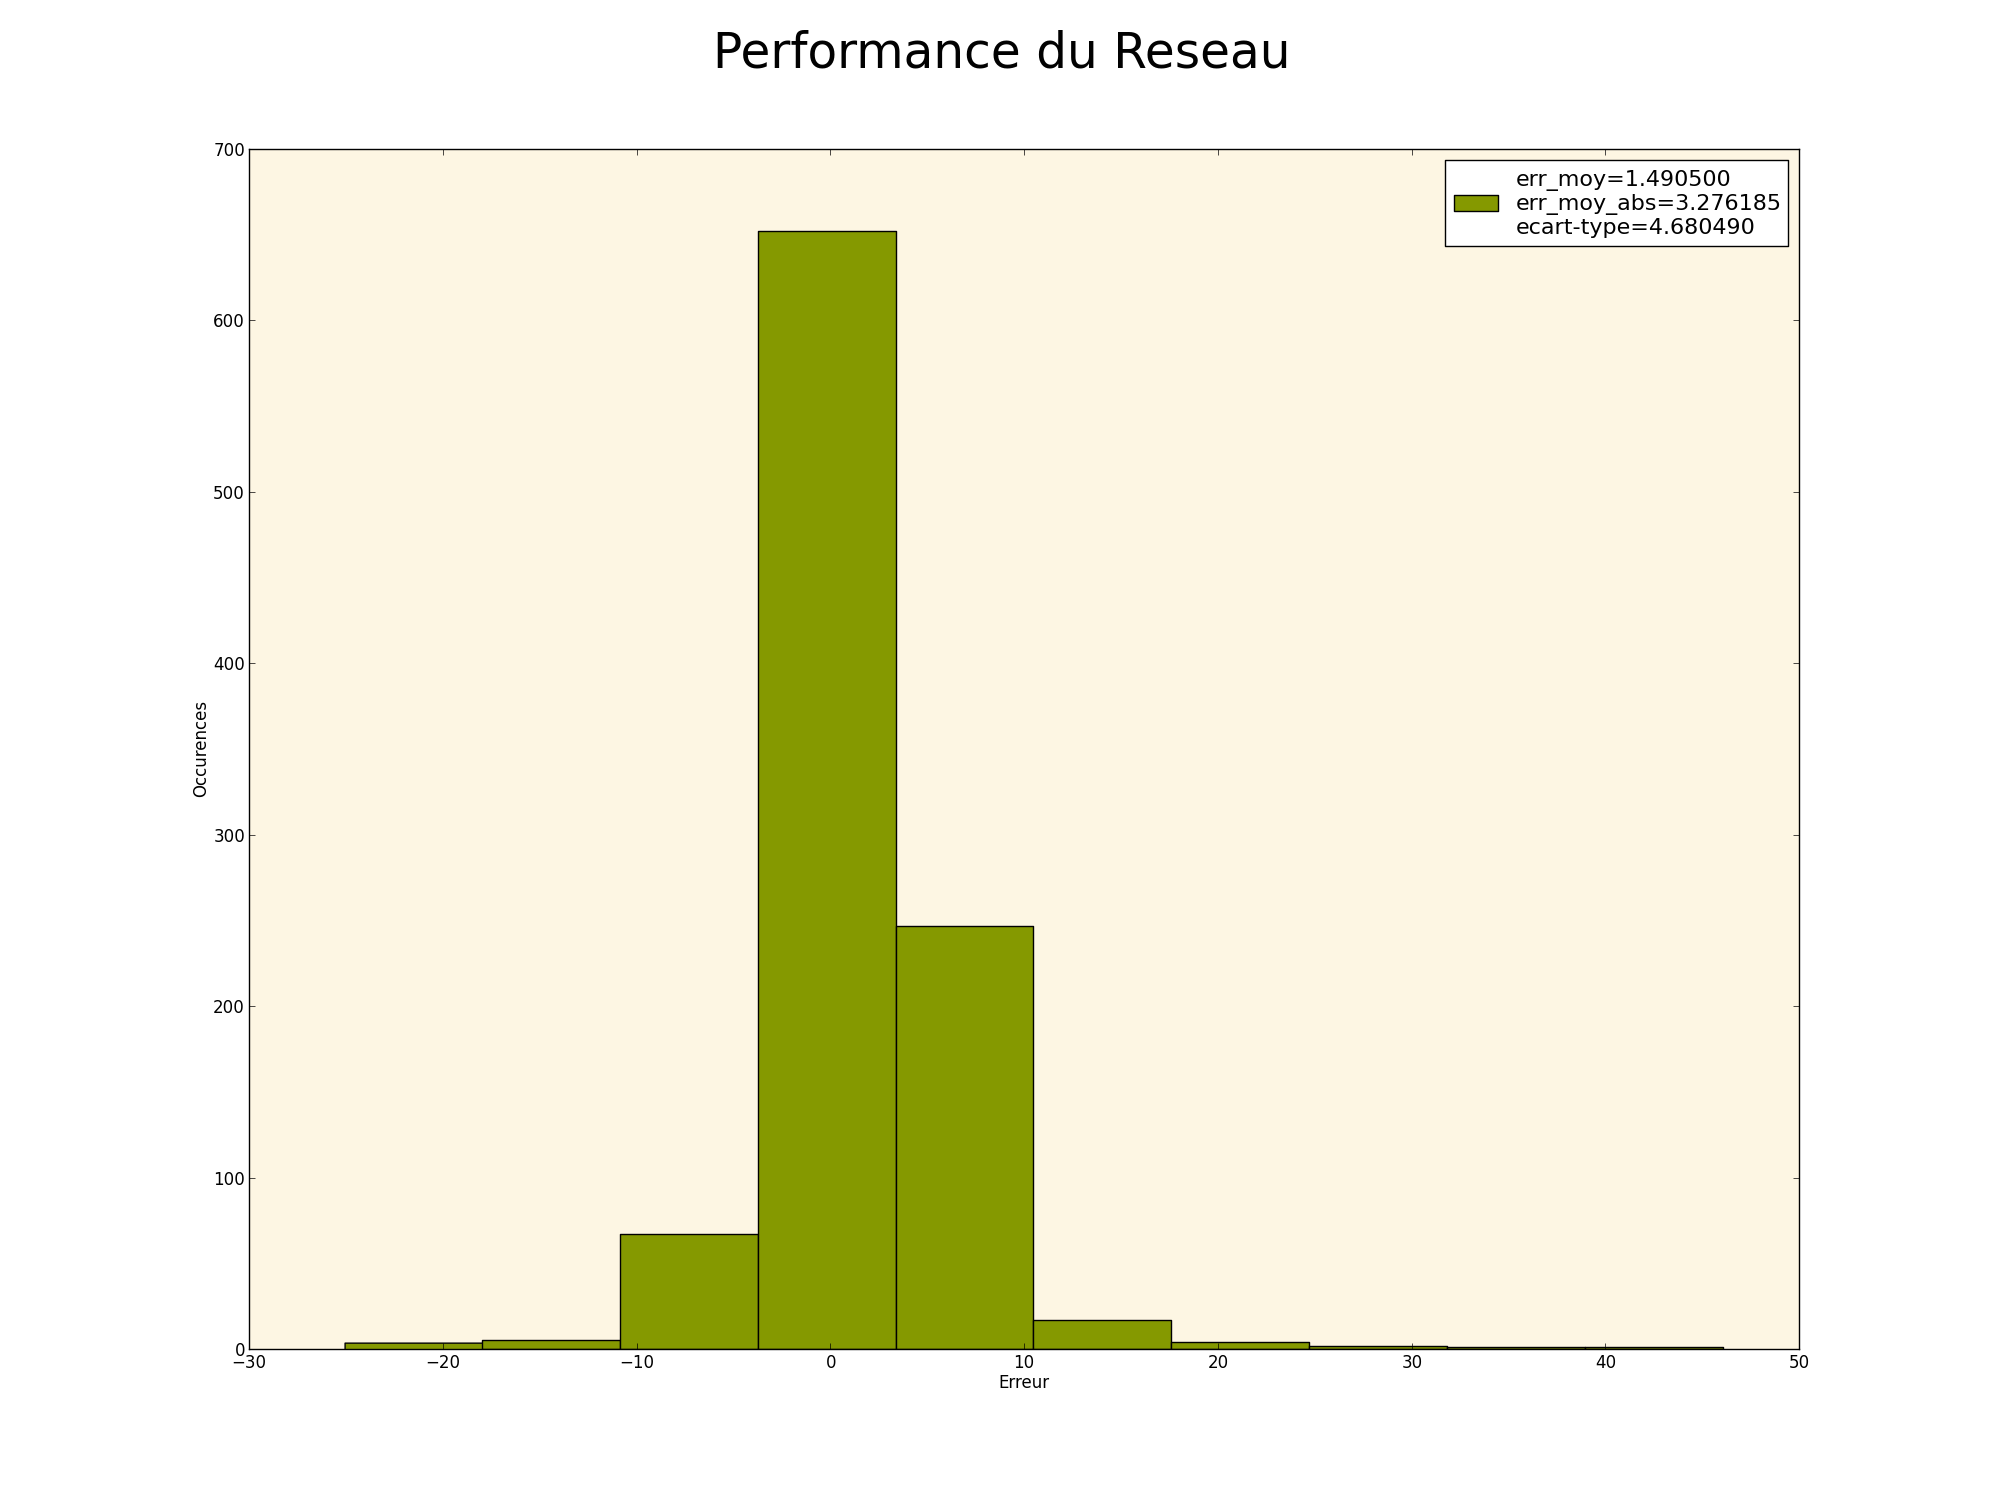 Performance du Reseau
err_moy=1.490500
err_moy_abs=3.276185
ecart-type=4.680490
700
600
500
400
300
200
100
0
Occurences
−30 −20 −10 0 10 20 30 40 50
Erreur